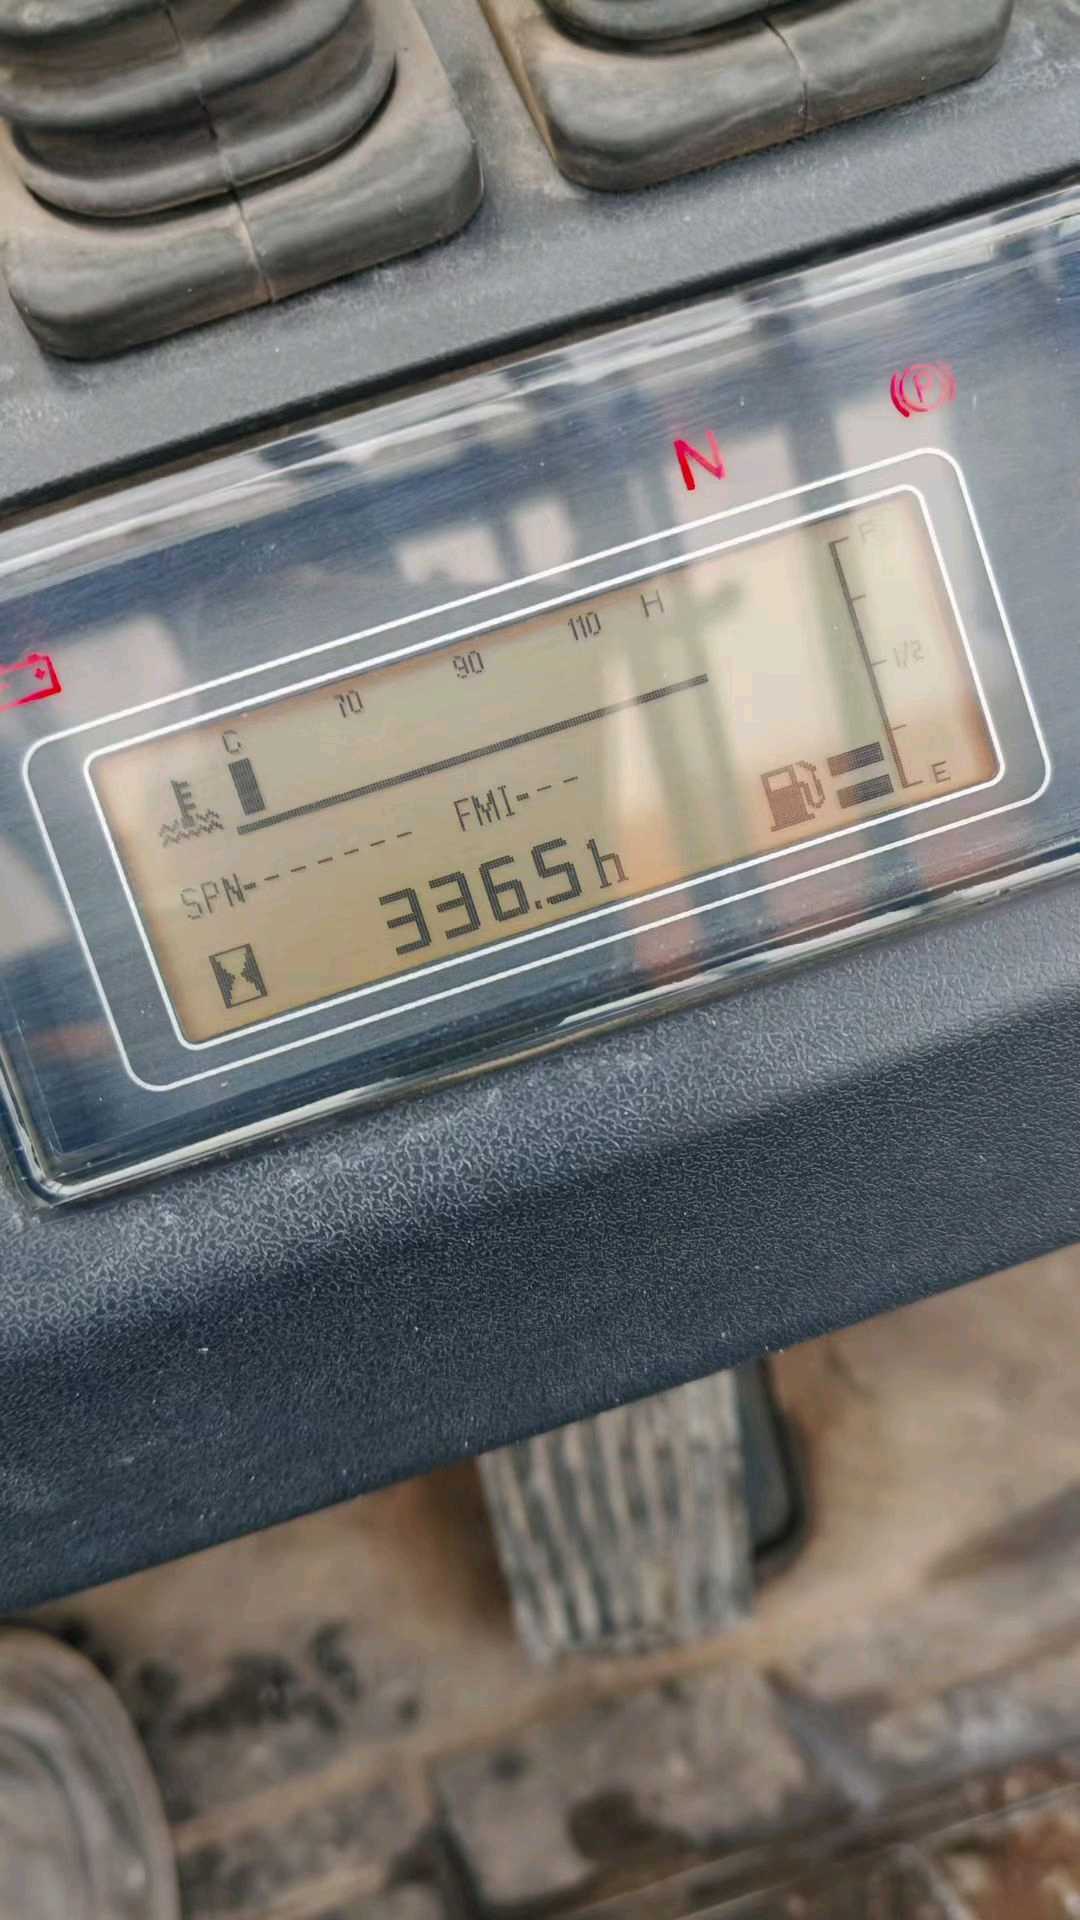 P
N
C 70 90 110 H
F
1/2
E
SPN------- FMI---
336.5h